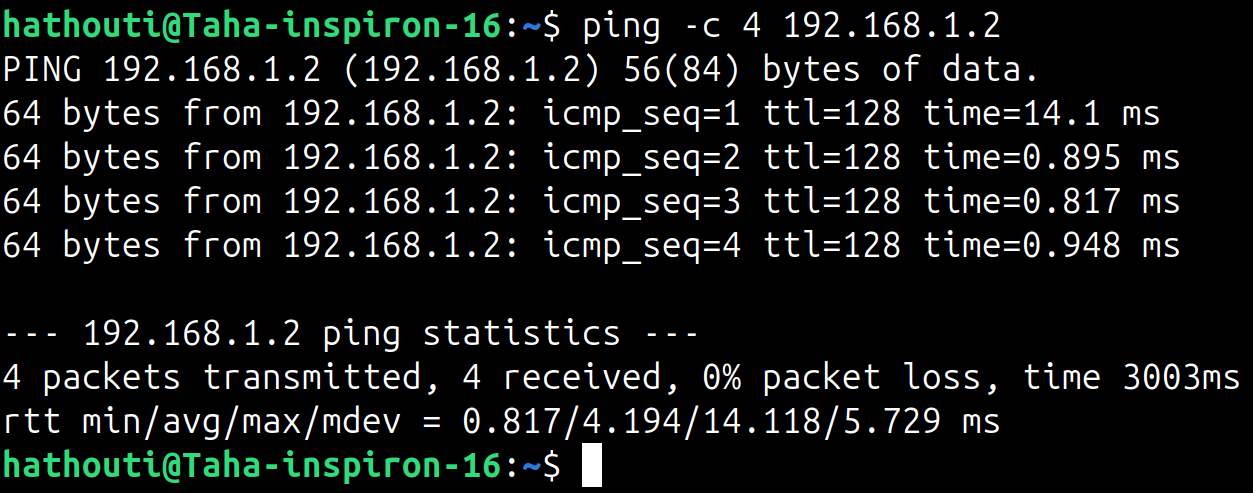 hathouti@Taha-inspiron-16:~$ ping -c 4 192.168.1.2
PING 192.168.1.2 (192.168.1.2) 56(84) bytes of data.
64 bytes from 192.168.1.2: icmp_seq=1 ttl=128 time=14.1 ms
64 bytes from 192.168.1.2: icmp_seq=2 ttl=128 time=0.895 ms
64 bytes from 192.168.1.2: icmp_seq=3 ttl=128 time=0.817 ms
64 bytes from 192.168.1.2: icmp_seq=4 ttl=128 time=0.948 ms

--- 192.168.1.2 ping statistics ---
4 packets transmitted, 4 received, 0% packet loss, time 3003ms
rtt min/avg/max/mdev = 0.817/4.194/14.118/5.729 ms
hathouti@Taha-inspiron-16:~$